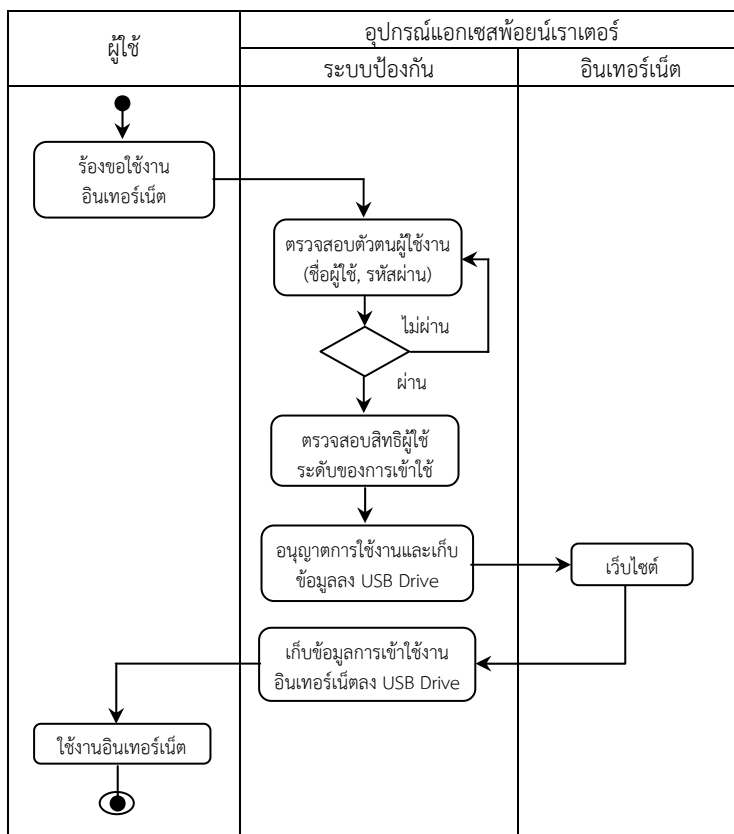 ผู้ใช้
อุปกรณ์แอกเซสพ้อยน์เราเตอร์
ระบบป้องกัน
อินเทอร์เน็ต
ร้องขอใช้งาน
อินเทอร์เน็ต
ตรวจสอบตัวตนผู้ใช้งาน
(ชื่อผู้ใช้, รหัสผ่าน)
ไม่ผ่าน
ผ่าน
ตรวจสอบสิทธิผู้ใช้
ระดับของการเข้าใช้
อนุญาตการใช้งานและเก็บ
ข้อมูลลง USB Drive
เว็บไซต์
เก็บข้อมูลการเข้าใช้งาน
อินเทอร์เน็ตลง USB Drive
ใช้งานอินเทอร์เน็ต